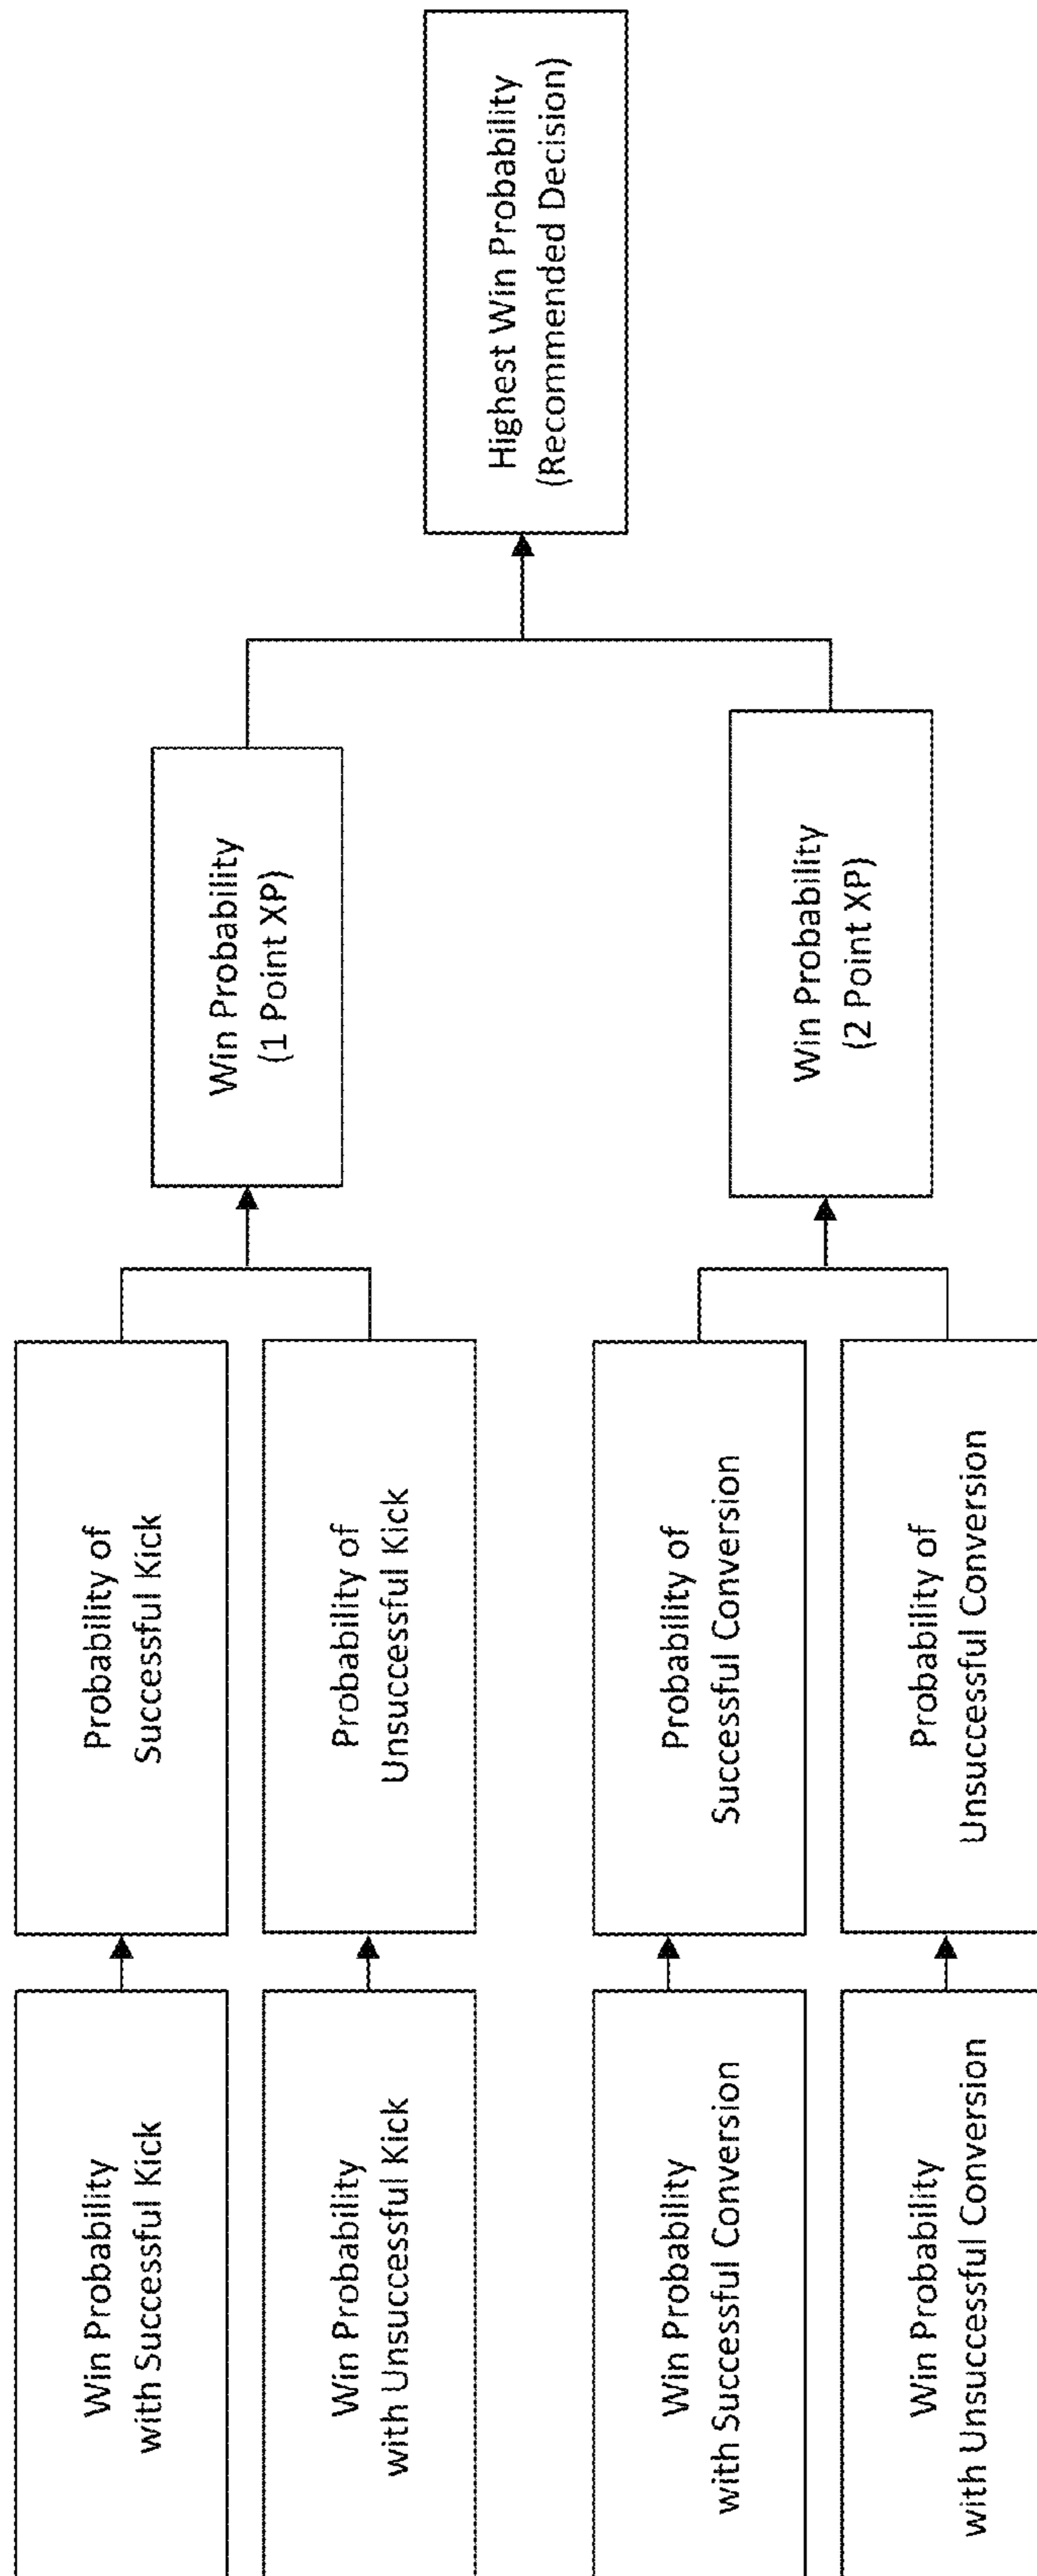 Win Probability
with Successful Kick
Probability of
Successful Kick
Win Probability
with Unsuccessful Kick
Probability of
Unsuccessful Kick
Win Probability
(1 Point XP)
Win Probability
with Successful Conversion
Probability of
Successful Conversion
Win Probability
with Unsuccessful Conversion
Probability of
Unsuccessful Conversion
Win Probability
(2 Point XP)
Highest Win Probability
(Recommended Decision)